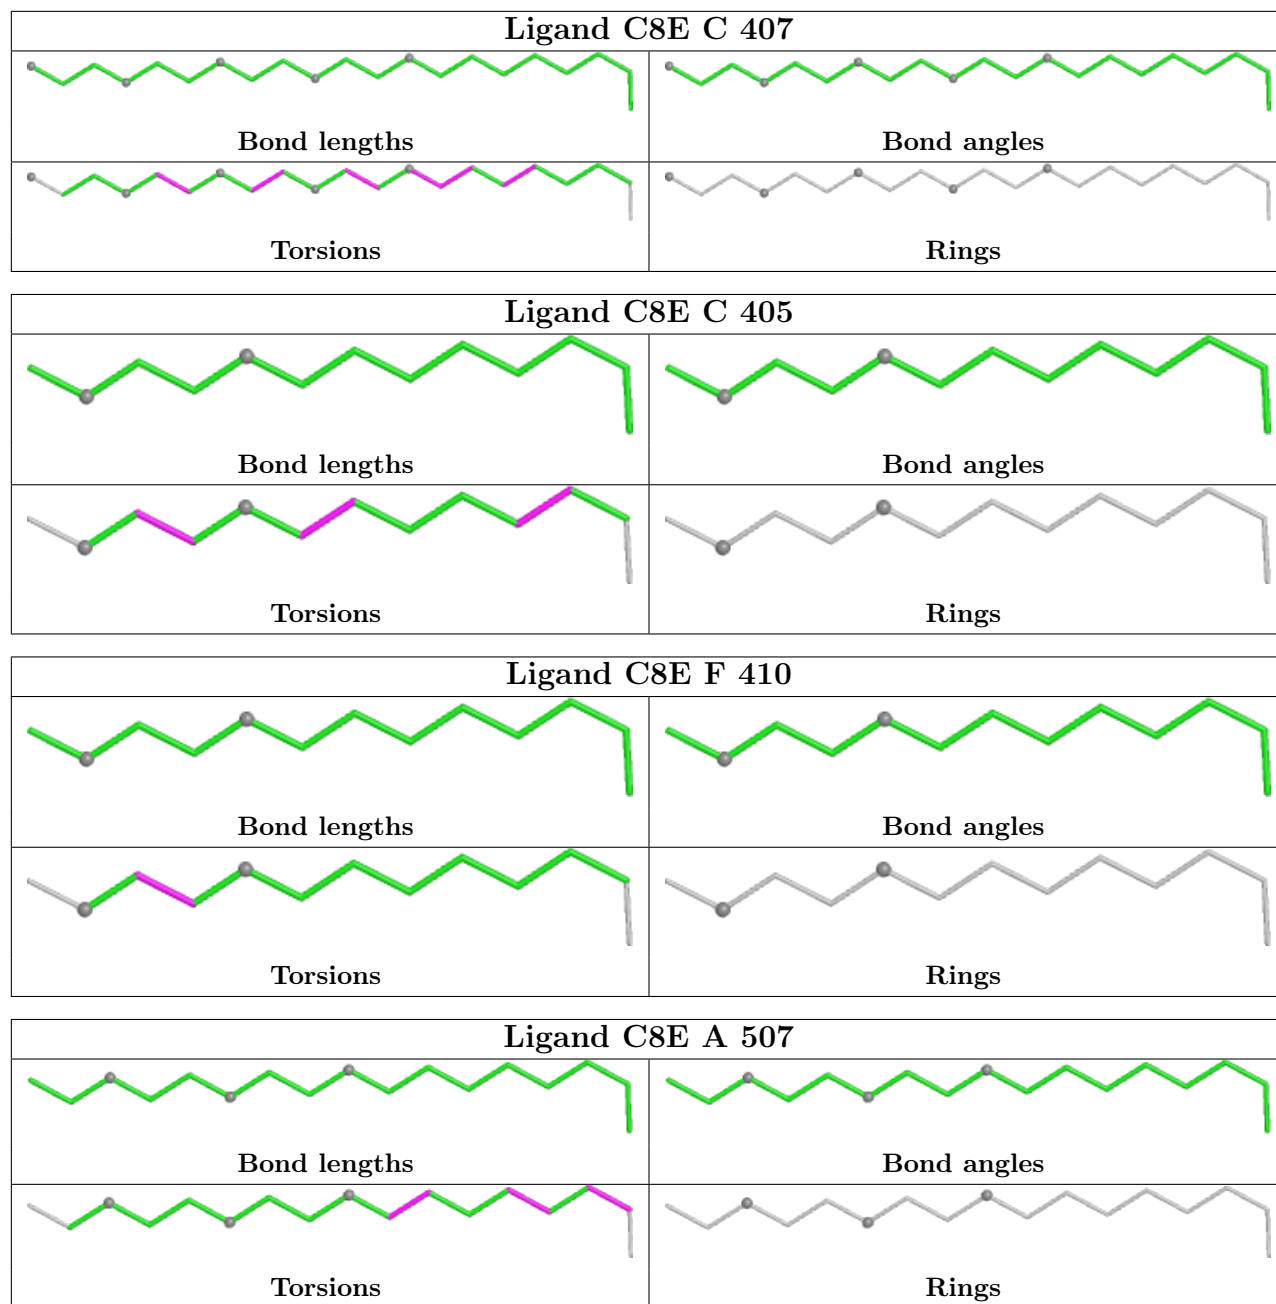 Ligand C8E C 407
Bond lengths
Bond angles
Torsions
Rings
Ligand C8E C 405
Bond lengths
Bond angles
Torsions
Rings
Ligand C8E F 410
Bond lengths
Bond angles
Torsions
Rings
Ligand C8E A 507
Bond lengths
Bond angles
Torsions
Rings